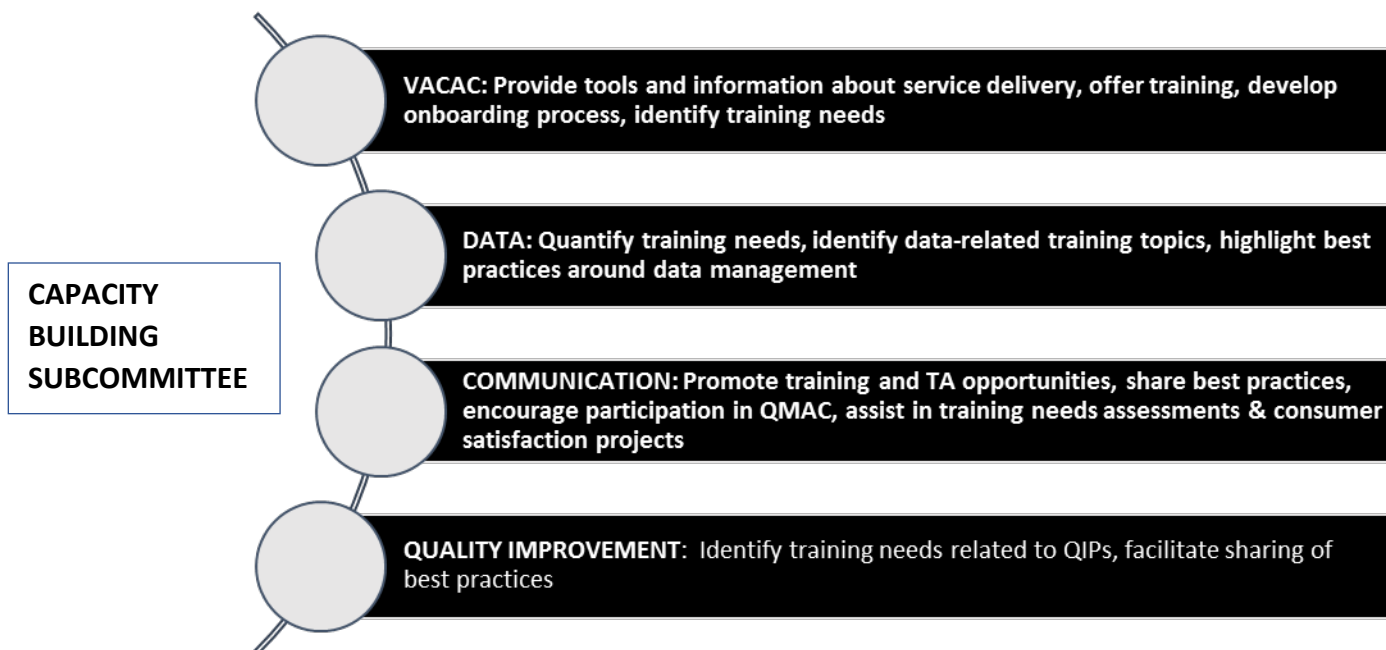 CAPACITY
BUILDING
SUBCOMMITTEE
VACAC: Provide tools and information about service delivery, offer training, develop
onboarding process, identify training needs
DATA: Quantify training needs, identify data-related training topics, highlight best
practices around data management
COMMUNICATION: Promote training and TA opportunities, share best practices,
encourage participation in QMAC, assist in training needs assessments & consumer
satisfaction projects
QUALITY IMPROVEMENT:  Identify training needs related to QIPs, facilitate sharing of
best practices